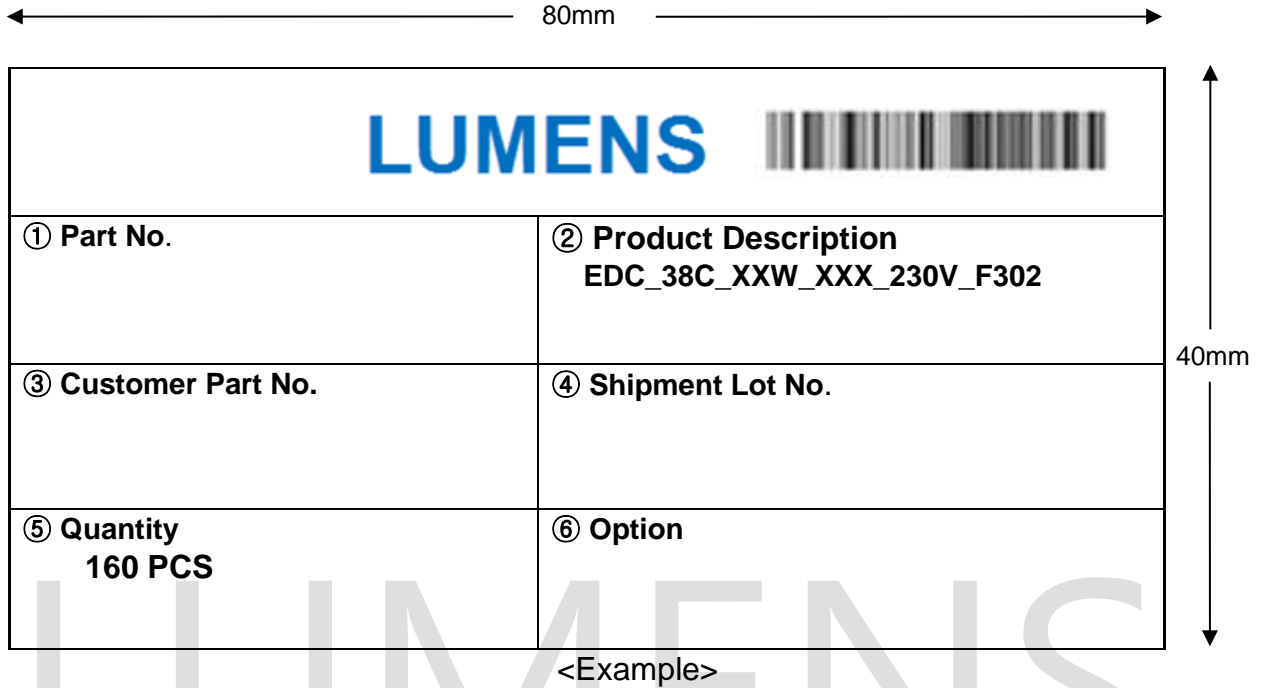 80mm
LUMENS
① Part No.
② Product Description
EDC_38C_XXW_XXX_230V_F302
40mm
③ Customer Part No.
④ Shipment Lot No.
⑤ Quantity
160 PCS
⑥ Option
LUMENS
<Example>